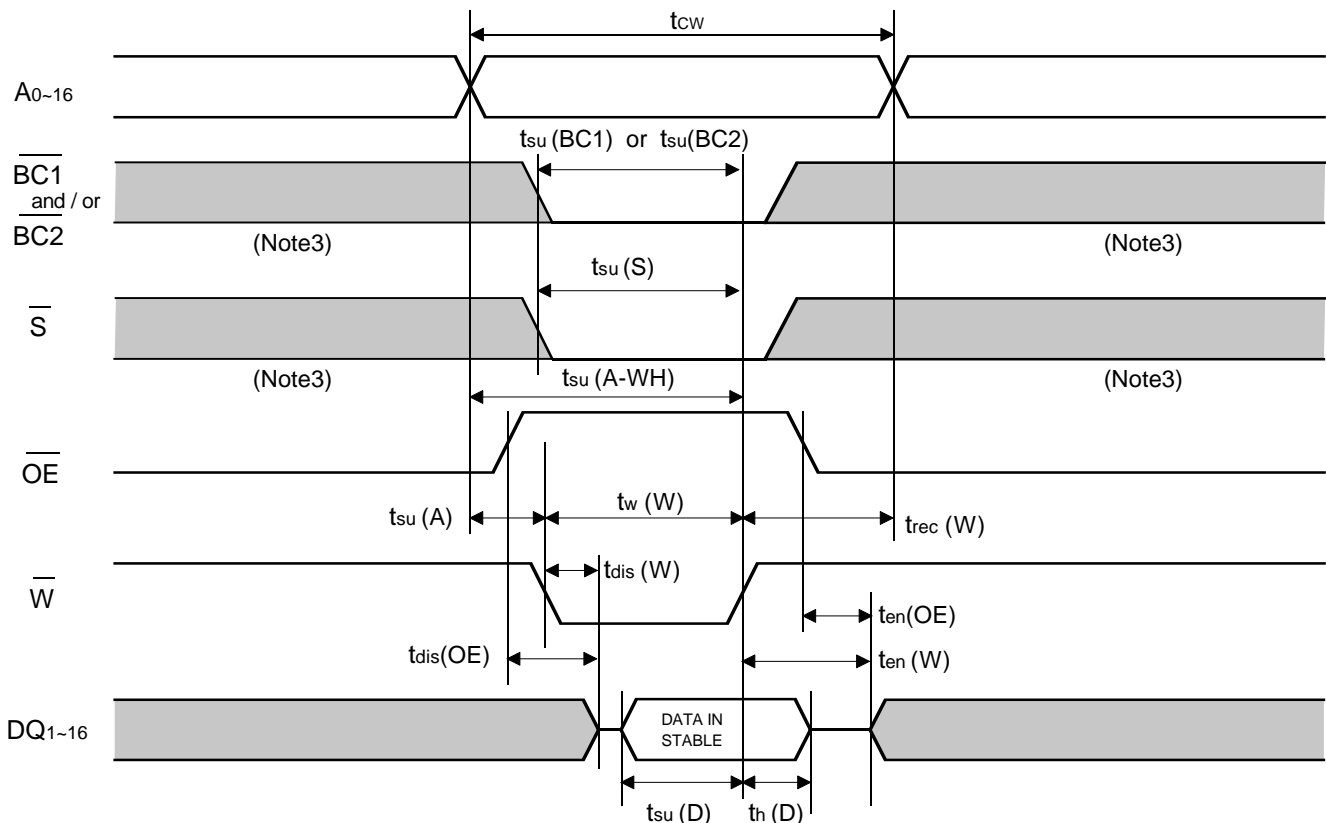 tCW
A0~16
tsu (BC1) or tsu(BC2)
BC1
and / or
BC2
(Note3) (Note3)
tsu (S)
S
(Note3) (Note3)
tsu (A-WH)
OE
tsu (A) tw (W) trec (W)
W
tdis (W)
ten(OE)
tdis(OE) ten (W)
DQ1~16
DATA IN
STABLE
tsu (D) th (D)